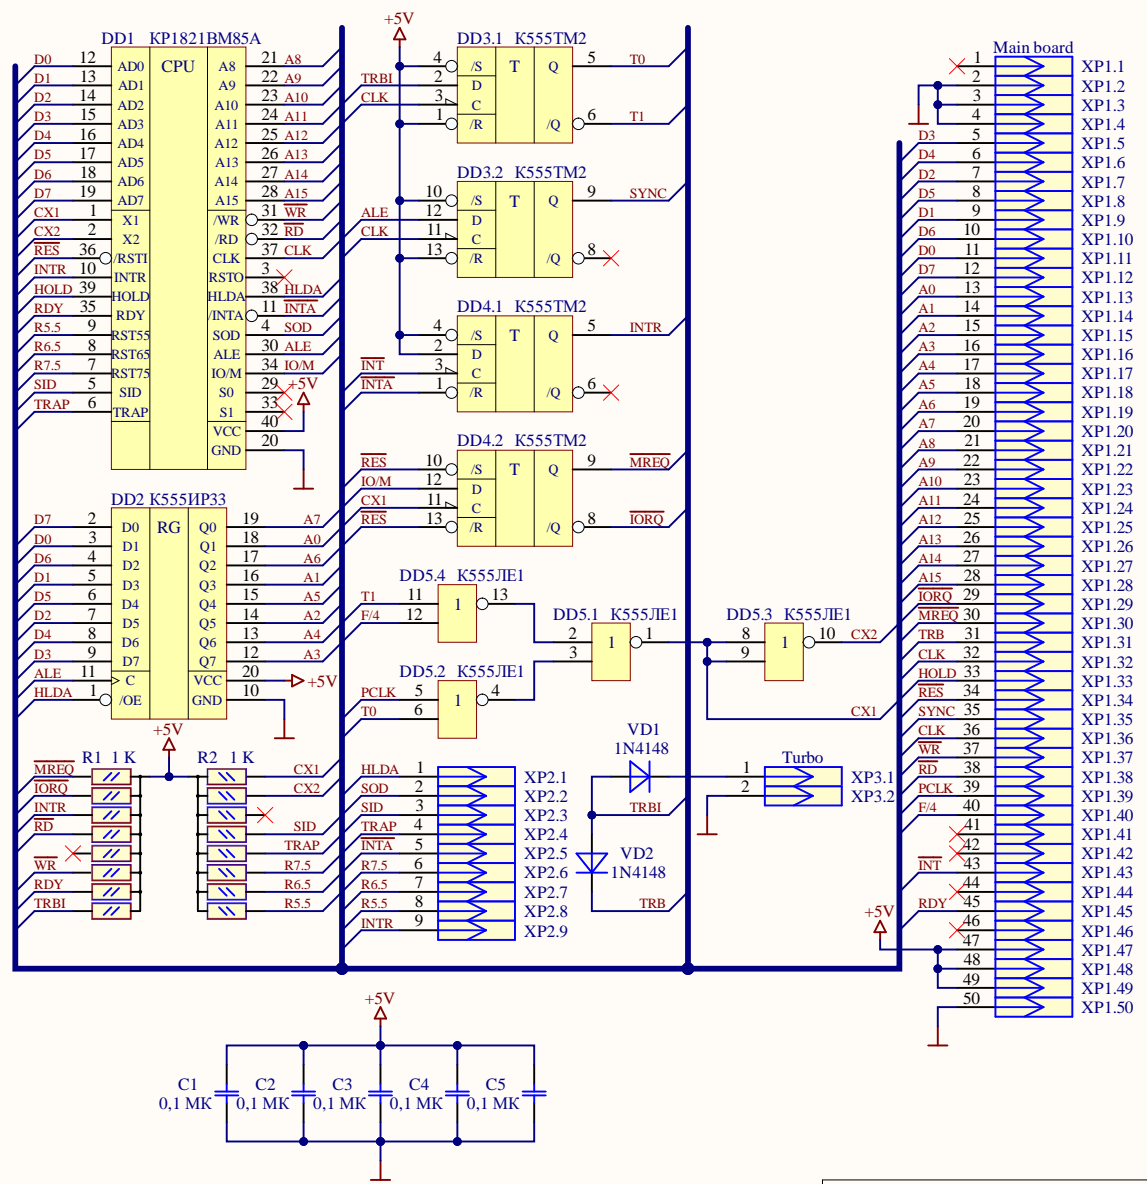 DD1 КР1821ВМ85А
CPU
D0 12 AD0 A8 21 A8
D1 13 AD1 A9 22 A9
D2 14 AD2 A10 23 A10
D3 15 AD3 A11 24 A11
D4 16 AD4 A12 25 A12
D5 17 AD5 A13 26 A13
D6 18 AD6 A14 27 A14
D7 19 AD7 A15 28 A15
CX1 1 X1 /WR 31 WR
CX2 2 X2 /RD 32 RD
RES 36 /RSTI CLK 37 CLK
INTR 10 INTR RSTO 3
HOLD 39 HOLD HLDA 38 HLDA
RDY 35 RDY /INTA 11 INTA
R5.5 9 RST55 SOD 4 SOD
R6.5 8 RST65 ALE 30 ALE
R7.5 7 RST75 IO/M 34 IO/M
SID 5 SID S0 29
TRAP 6 TRAP S1 33
+5V
VCC 40
GND 20
DD2 К555ИР33
RG
D7 2 D0 Q0 19 A7
D0 3 D1 Q1 18 A0
D6 4 D2 Q2 17 A6
D1 5 D3 Q3 16 A1
D5 6 D4 Q4 15 A5
D2 7 D5 Q5 14 A2
D4 8 D6 Q6 13 A4
D3 9 D7 Q7 12 A3
ALE 11 C VCC 20 +5V
HLDA 1 /OE GND 10
+5V
R1 1 K R2 1 K
MREQ CX1
IORQ CX2
INTR
RD SID
TRAP
WR R7.5
RDY R6.5
TRBI R5.5
+5V
DD3.1 К555ТМ2
4 /S T Q 5 T0
TRBI 2 D
CLK 3 C
1 /R /Q 6 T1
DD3.2 К555ТМ2
10 /S T Q 9 SYNC
ALE 12 D
CLK 11 C
13 /R /Q 8
DD4.1 К555ТМ2
4 /S T Q 5 INTR
2 D
INT 3 C
INTA 1 /R /Q 6
DD4.2 К555ТМ2
RES 10 /S T Q 9 MREQ
IO/M 12 D
CX1 11 C
RES 13 /R /Q 8 IORQ
DD5.4 К555ЛЕ1
T1 11 1 13
F/4 12
DD5.1 К555ЛЕ1
2 1 1
3
DD5.3 К555ЛЕ1
8 1 10 CX2
9
DD5.2 К555ЛЕ1
PCLK 5 1 4
T0 6
CX1
HLDA 1 XP2.1
SOD 2 XP2.2
SID 3 XP2.3
TRAP 4 XP2.4
INTA 5 XP2.5
R7.5 6 XP2.6
R6.5 7 XP2.7
R5.5 8 XP2.8
INTR 9 XP2.9
VD1
1N4148
TRBI
VD2
1N4148
TRB
Turbo
1 XP3.1
2 XP3.2
Main board
1 XP1.1
2 XP1.2
3 XP1.3
4 XP1.4
D3 5 XP1.5
D4 6 XP1.6
D2 7 XP1.7
D5 8 XP1.8
D1 9 XP1.9
D6 10 XP1.10
D0 11 XP1.11
D7 12 XP1.12
A0 13 XP1.13
A1 14 XP1.14
A2 15 XP1.15
A3 16 XP1.16
A4 17 XP1.17
A5 18 XP1.18
A6 19 XP1.19
A7 20 XP1.20
A8 21 XP1.21
A9 22 XP1.22
A10 23 XP1.23
A11 24 XP1.24
A12 25 XP1.25
A13 26 XP1.26
A14 27 XP1.27
A15 28 XP1.28
IORQ 29 XP1.29
MREQ 30 XP1.30
TRB 31 XP1.31
CLK 32 XP1.32
HOLD 33 XP1.33
RES 34 XP1.34
SYNC 35 XP1.35
CLK 36 XP1.36
WR 37 XP1.37
RD 38 XP1.38
PCLK 39 XP1.39
F/4 40 XP1.40
41 XP1.41
42 XP1.42
INT 43 XP1.43
44 XP1.44
RDY 45 XP1.45
46 XP1.46
+5V
47 XP1.47
48 XP1.48
49 XP1.49
50 XP1.50
+5V
C1 C2 C3 C4 C5
0,1 МК 0,1 МК 0,1 МК 0,1 МК 0,1 МК